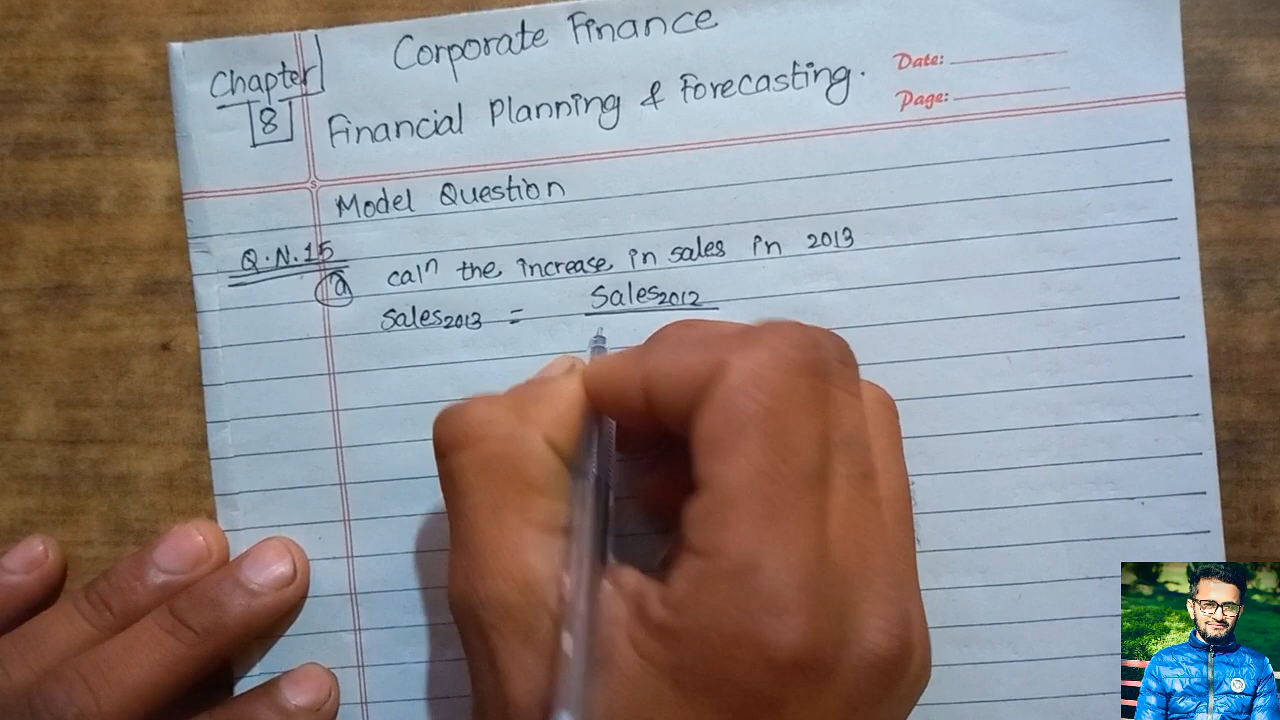 Corporate Finance
Chapter 8
Financial Planning & Forecasting.
Date:
Page:
Model Question
Q.N.15
a calⁿ the increase in sales in 2013
Sales2013 = Sales2012